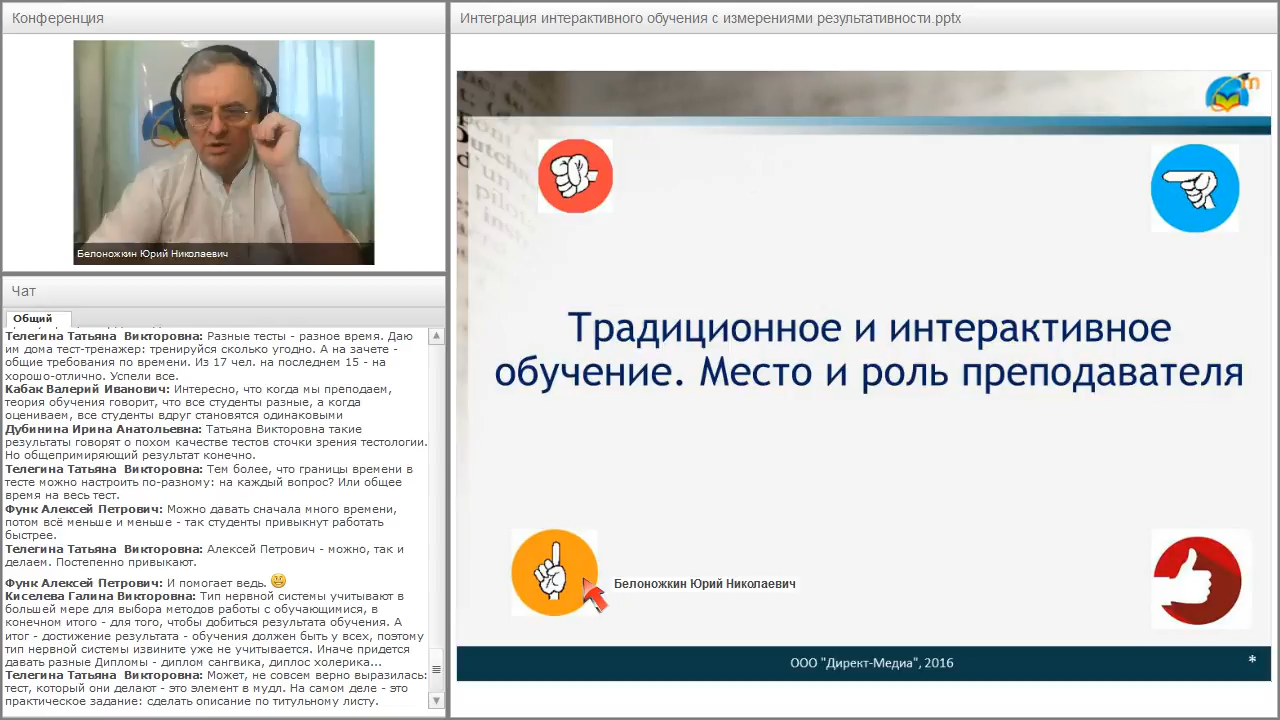 Конференция
Белоножкин Юрий Николаевич
Чат
Общий
Телегина Татьяна Викторовна: Разные тесты - разное время. Даю
им дома тест-тренажер: тренируйся сколько угодно. А на зачете -
общие требования по времени. Из 17 чел. на последнем 15 - на
хорошо-отлично. Успели все.
Кабак Валерий Иванович: Интересно, что когда мы преподаем,
теория обучения говорит, что все студенты разные, а когда
оцениваем, все студенты вдруг становятся одинаковыми
Дубинина Ирина Анатольевна: Татьяна Викторовна такие
результаты говорят о похом качестве тестов сточки зрения тестологии.
Но общепримиряющий результат конечно.
Телегина Татьяна Викторовна: Тем более, что границы времени в
тесте можно настроить по-разному: на каждый вопрос? Или общее
время на весь тест.
Функ Алексей Петрович: Можно давать сначала много времени,
потом всё меньше и меньше - так студенты привыкнут работать
быстрее.
Телегина Татьяна Викторовна: Алексей Петрович - можно, так и
делаем. Постепенно привыкают.
Функ Алексей Петрович: И помогает ведь.
Киселева Галина Викторовна: Тип нервной системы учитывают в
большей мере для выбора методов работы с обучающимися, в
конечном итого - для того, чтобы добиться результата обучения. А
итог - достижение результата - обучения должен быть у всех, поэтому
тип нервной системы извините уже не учитывается. Иначе придется
давать разные Дипломы - диплом сангвика, диплос холерика...
Телегина Татьяна Викторовна: Может, не совсем верно выразилась:
тест, который они делают - это элемент в мудл. На самом деле - это
практическое задание: сделать описание по титульному листу.
Интеграция интерактивного обучения с измерениями результативности.pptx
Традиционное и интерактивное
обучение. Место и роль преподавателя
Белоножкин Юрий Николаевич
ООО "Директ-Медиа", 2016
*